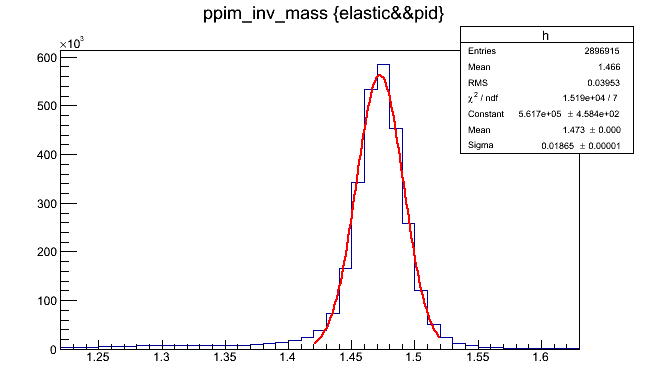 ppim_inv_mass {elastic&&pid}
×10³
h
Entries 2896915
Mean 1.466
RMS 0.03953
χ² / ndf 1.519e+04 / 7
Constant 5.617e+05 ± 4.584e+02
Mean 1.473 ± 0.000
Sigma 0.01865 ± 0.00001
600
500
400
300
200
100
0
1.25 1.3 1.35 1.4 1.45 1.5 1.55 1.6